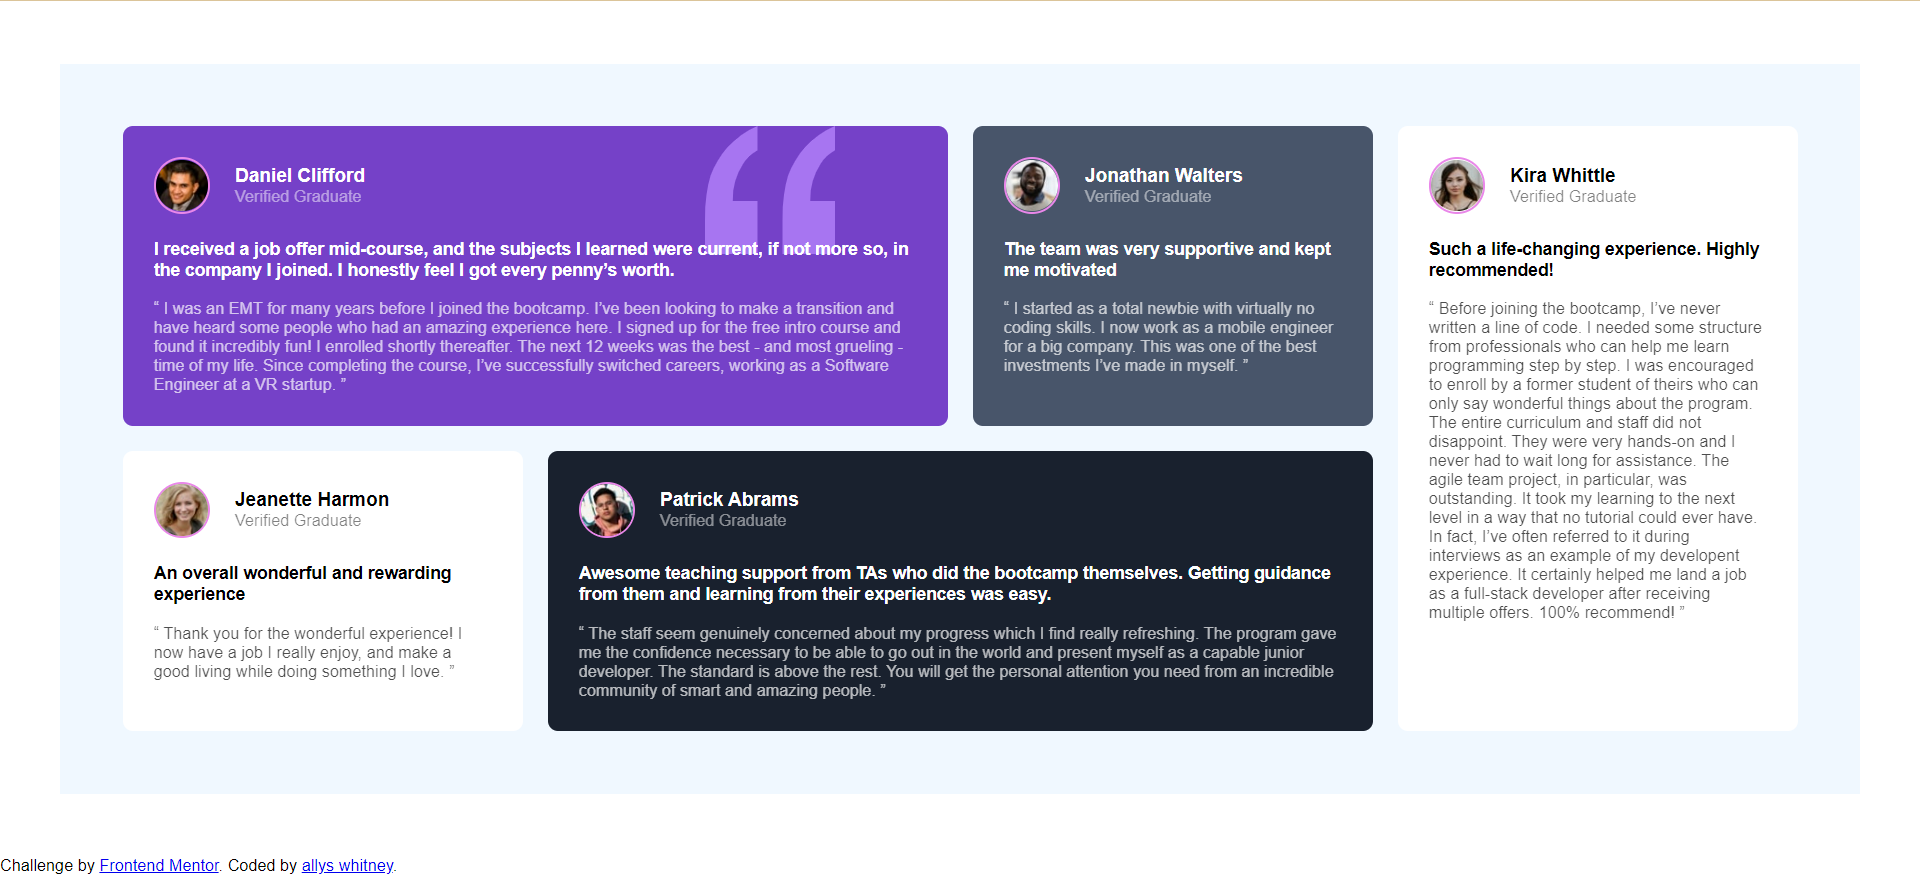 Daniel Clifford
Verified Graduate
I received a job offer mid-course, and the subjects I learned were current, if not more so, in
the company I joined. I honestly feel I got every penny’s worth.
“ I was an EMT for many years before I joined the bootcamp. I’ve been looking to make a transition and
have heard some people who had an amazing experience here. I signed up for the free intro course and
found it incredibly fun! I enrolled shortly thereafter. The next 12 weeks was the best - and most grueling -
time of my life. Since completing the course, I’ve successfully switched careers, working as a Software
Engineer at a VR startup. ”
Jonathan Walters
Verified Graduate
The team was very supportive and kept
me motivated
“ I started as a total newbie with virtually no
coding skills. I now work as a mobile engineer
for a big company. This was one of the best
investments I’ve made in myself. ”
Kira Whittle
Verified Graduate
Such a life-changing experience. Highly
recommended!
“ Before joining the bootcamp, I’ve never
written a line of code. I needed some structure
from professionals who can help me learn
programming step by step. I was encouraged
to enroll by a former student of theirs who can
only say wonderful things about the program.
The entire curriculum and staff did not
disappoint. They were very hands-on and I
never had to wait long for assistance. The
agile team project, in particular, was
outstanding. It took my learning to the next
level in a way that no tutorial could ever have.
In fact, I’ve often referred to it during
interviews as an example of my developent
experience. It certainly helped me land a job
as a full-stack developer after receiving
multiple offers. 100% recommend! ”
Jeanette Harmon
Verified Graduate
An overall wonderful and rewarding
experience
“ Thank you for the wonderful experience! I
now have a job I really enjoy, and make a
good living while doing something I love. ”
Patrick Abrams
Verified Graduate
Awesome teaching support from TAs who did the bootcamp themselves. Getting guidance
from them and learning from their experiences was easy.
“ The staff seem genuinely concerned about my progress which I find really refreshing. The program gave
me the confidence necessary to be able to go out in the world and present myself as a capable junior
developer. The standard is above the rest. You will get the personal attention you need from an incredible
community of smart and amazing people. ”
Challenge by Frontend Mentor. Coded by allys whitney.